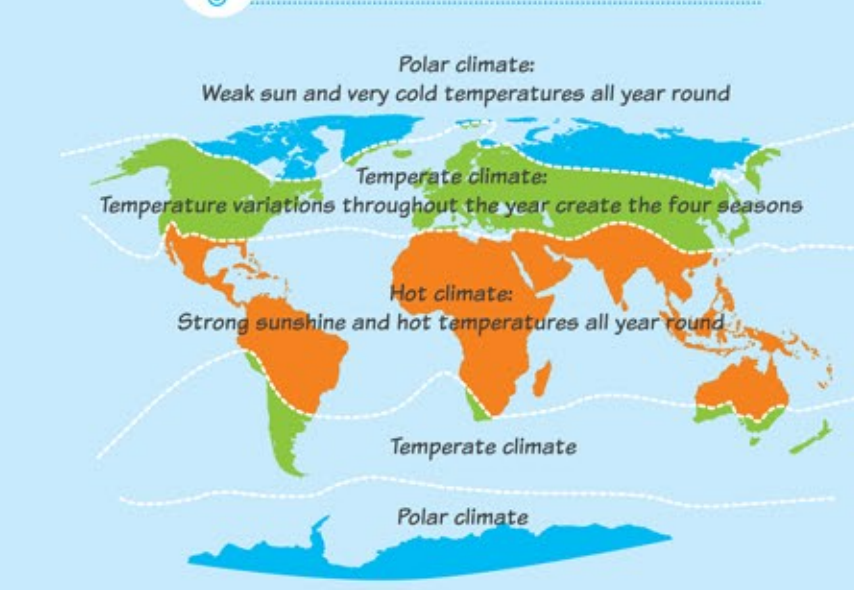 Polar climate:
Weak sun and very cold temperatures all year round
Temperate climate:
Temperature variations throughout the year create the four seasons
Hot climate:
Strong sunshine and hot temperatures all year round
Temperate climate
Polar climate